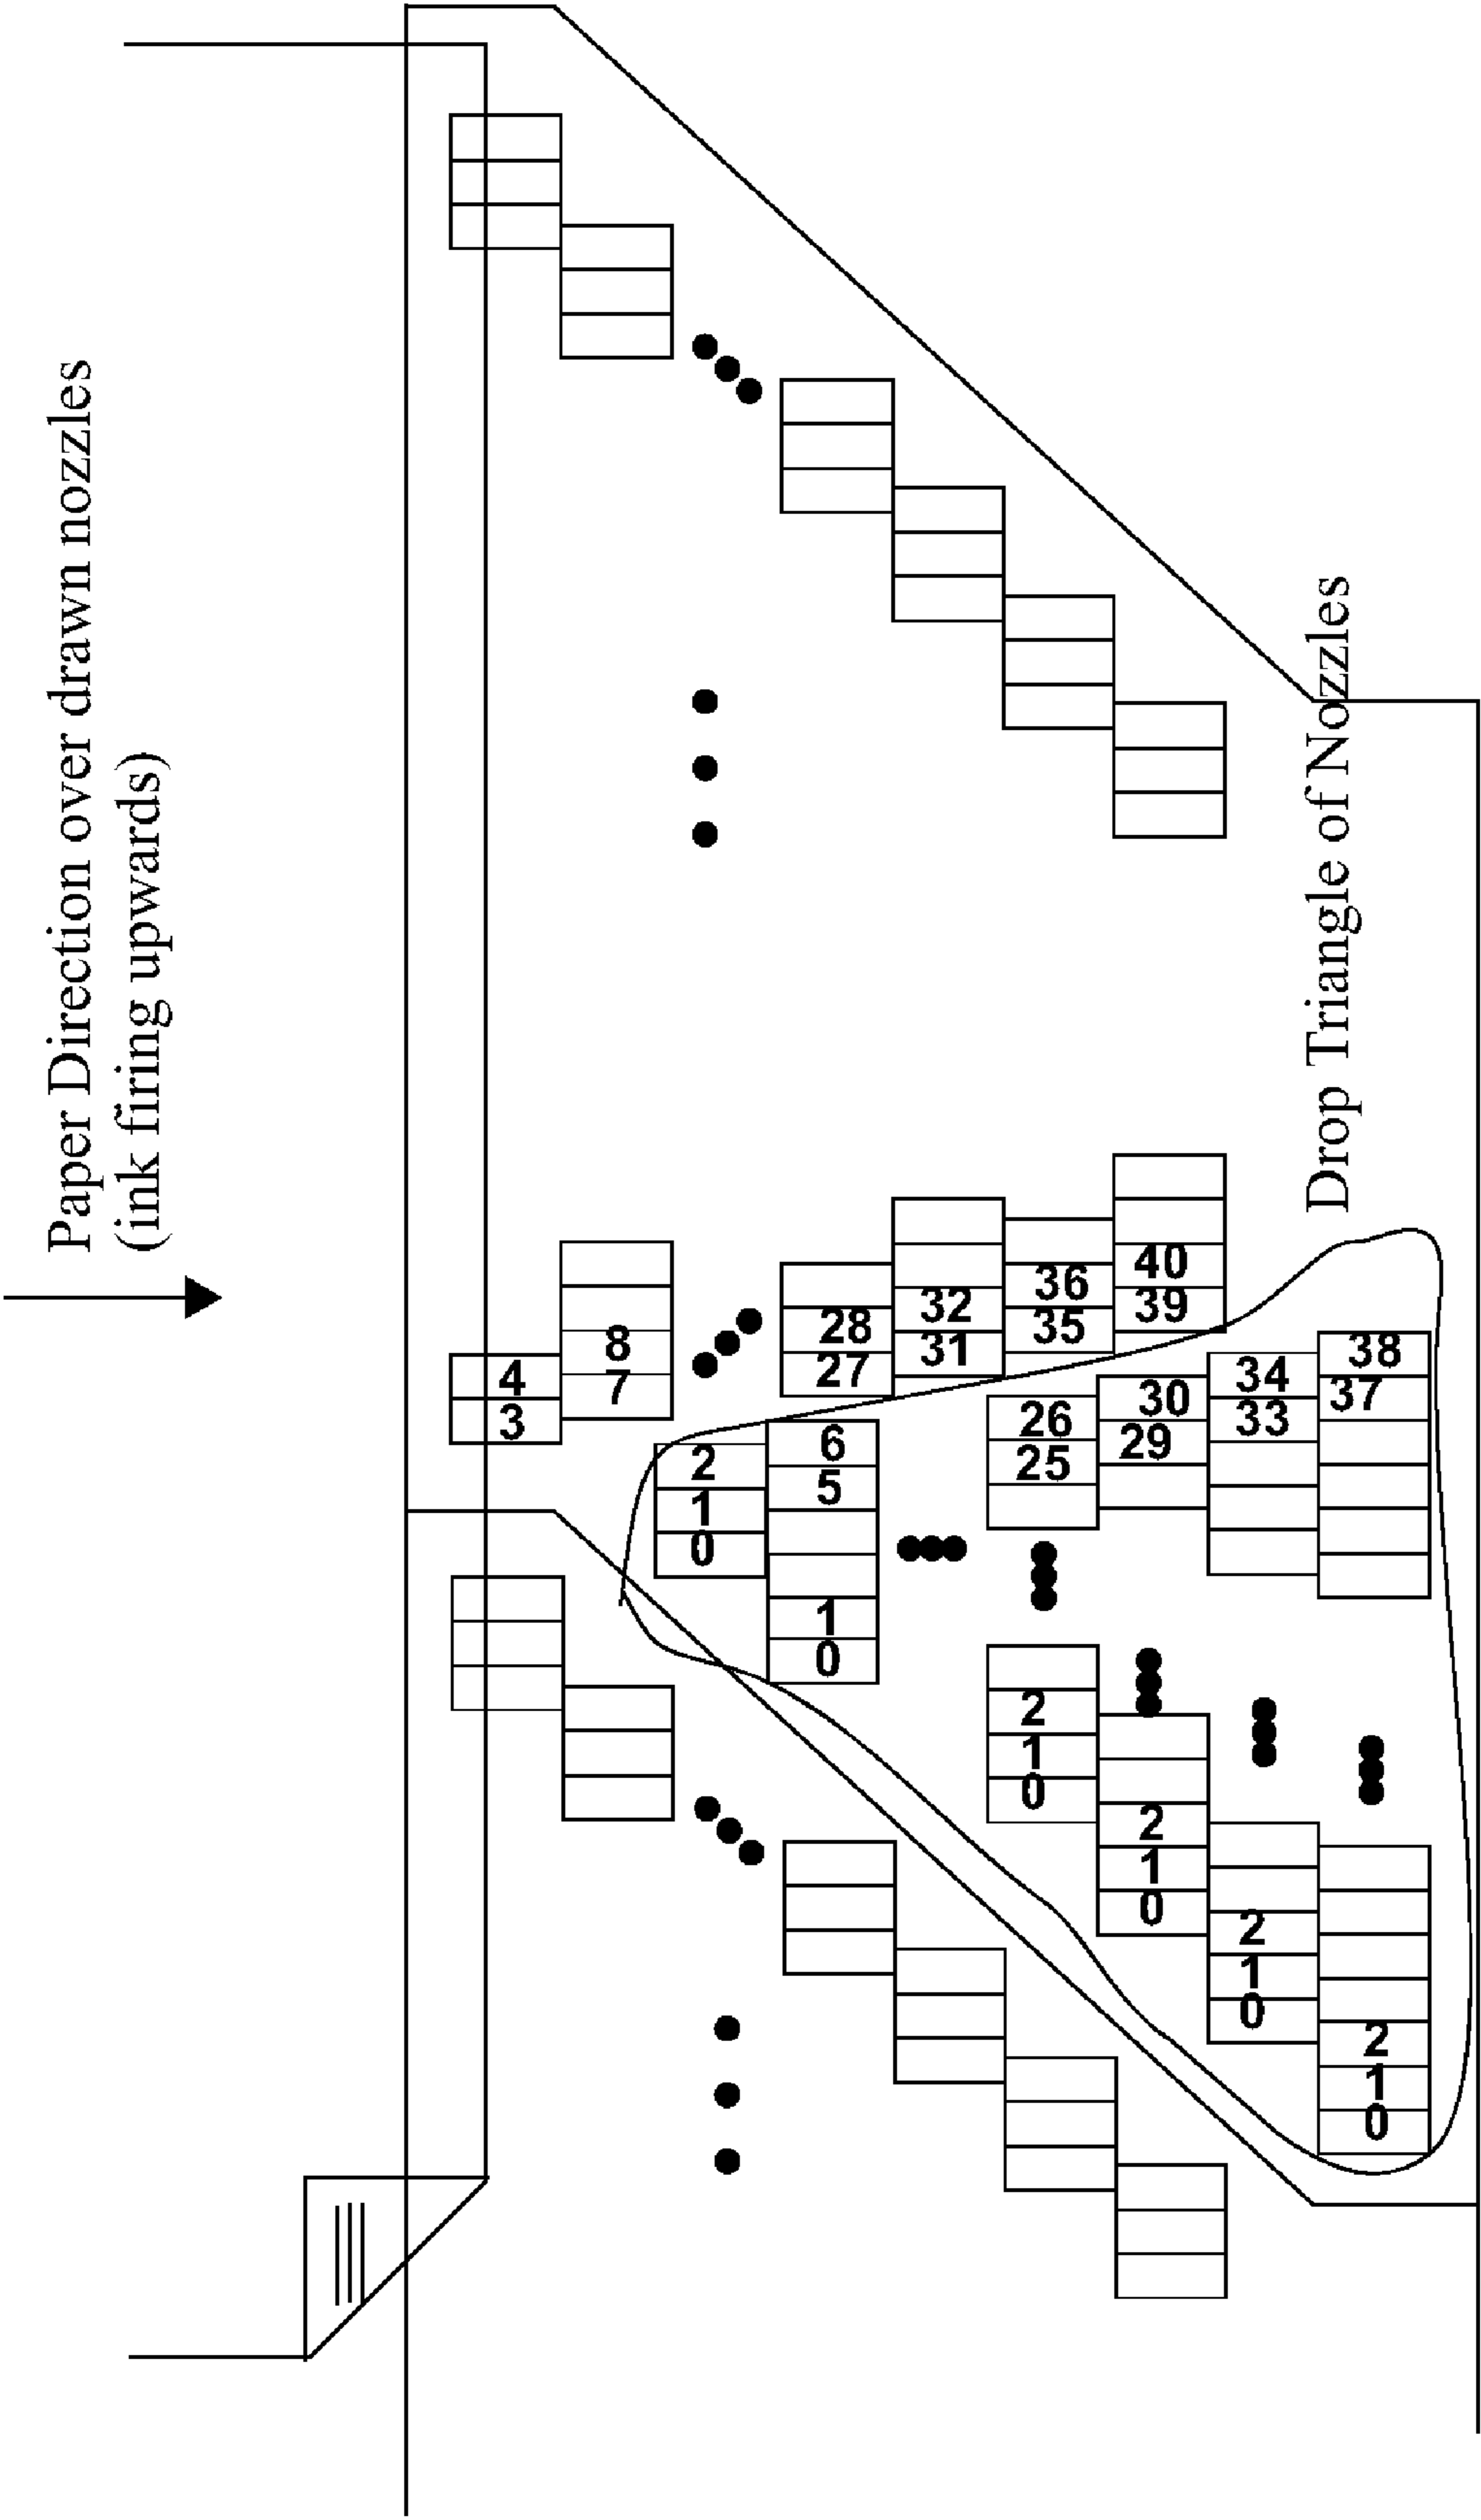 Paper Direction over drawn nozzles
(ink firing upwards)
3 4
7 8
0 1 2
0 1 5 6
27 28
31 32
0 1 2 25 26 35 36
0 1 2 29 30 39 40
0 1 2 33 34
Drop Triangle of Nozzles
0 1 2 37 38